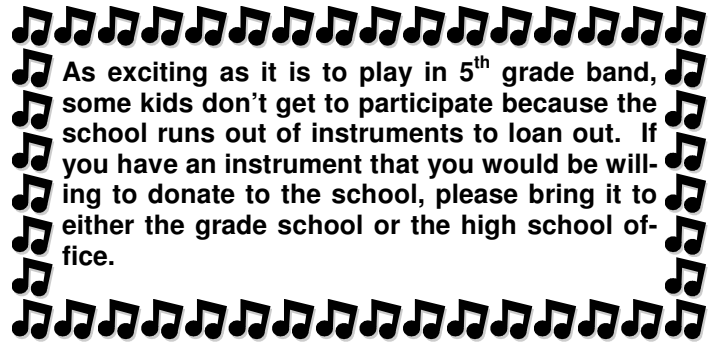 As exciting as it is to play in 5th grade band,
some kids don't get to participate because the
school runs out of instruments to loan out.  If
you have an instrument that you would be will-
ing to donate to the school, please bring it to
either the grade school or the high school of-
fice.